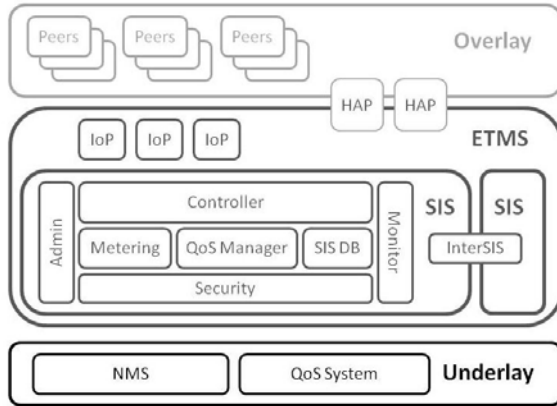 Peers Peers Peers Overlay
HAP HAP
IoP IoP IoP ETMS
Admin Controller Monitor SIS SIS
Metering QoS Manager SIS DB InterSIS
Security
NMS QoS System Underlay